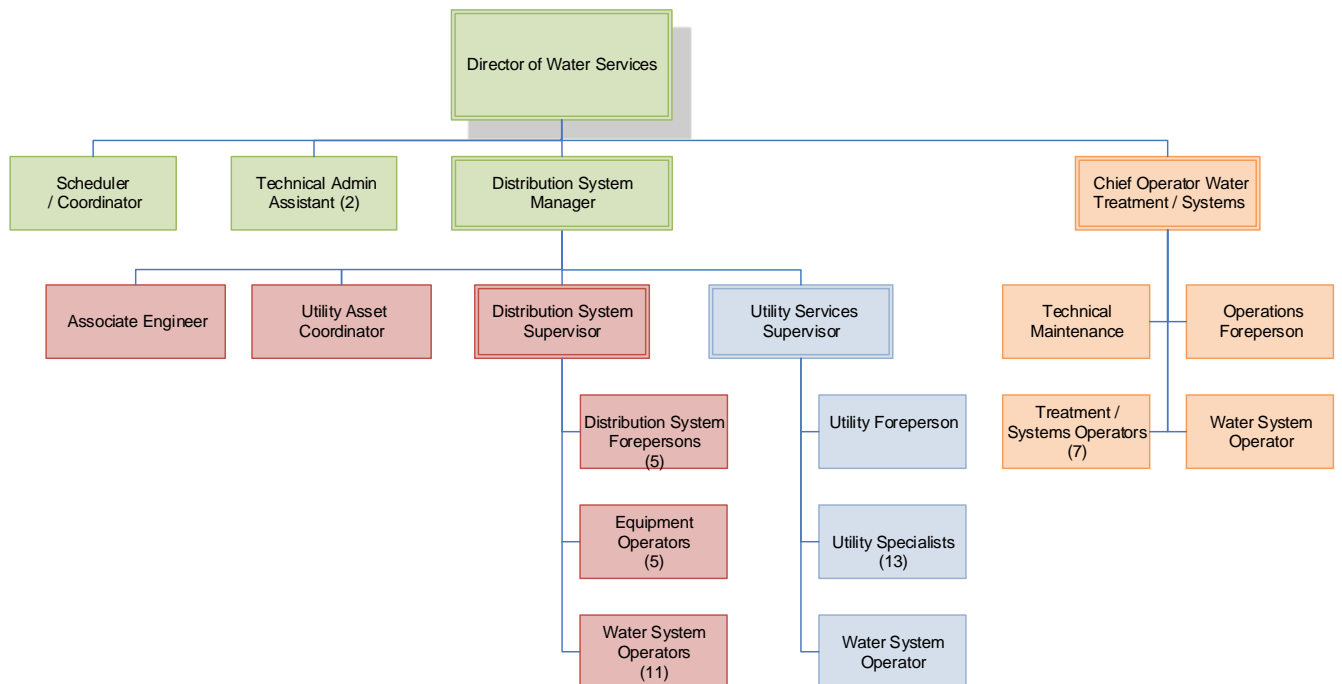 Director of Water Services
Scheduler
/ Coordinator
Technical Admin
Assistant (2)
Distribution System
Manager
Chief Operator Water
Treatment / Systems
Associate Engineer
Utility Asset
Coordinator
Distribution System
Supervisor
Utility Services
Supervisor
Technical
Maintenance
Operations
Foreperson
Distribution System
Forepersons
(5)
Utility Foreperson
Treatment /
Systems Operators
(7)
Water System
Operator
Equipment
Operators
(5)
Utility Specialists
(13)
Water System
Operators
(11)
Water System
Operator